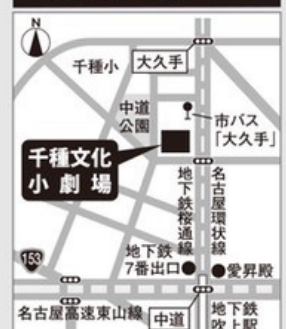 N
千種小
大久手
中道
公園
市バス
「大久手」
千種文化
小劇場
地下鉄桜通線
名古屋環状線
153
地下鉄
7番出口
愛昇殿
名古屋高速東山線
中道
地下鉄
吹上駅